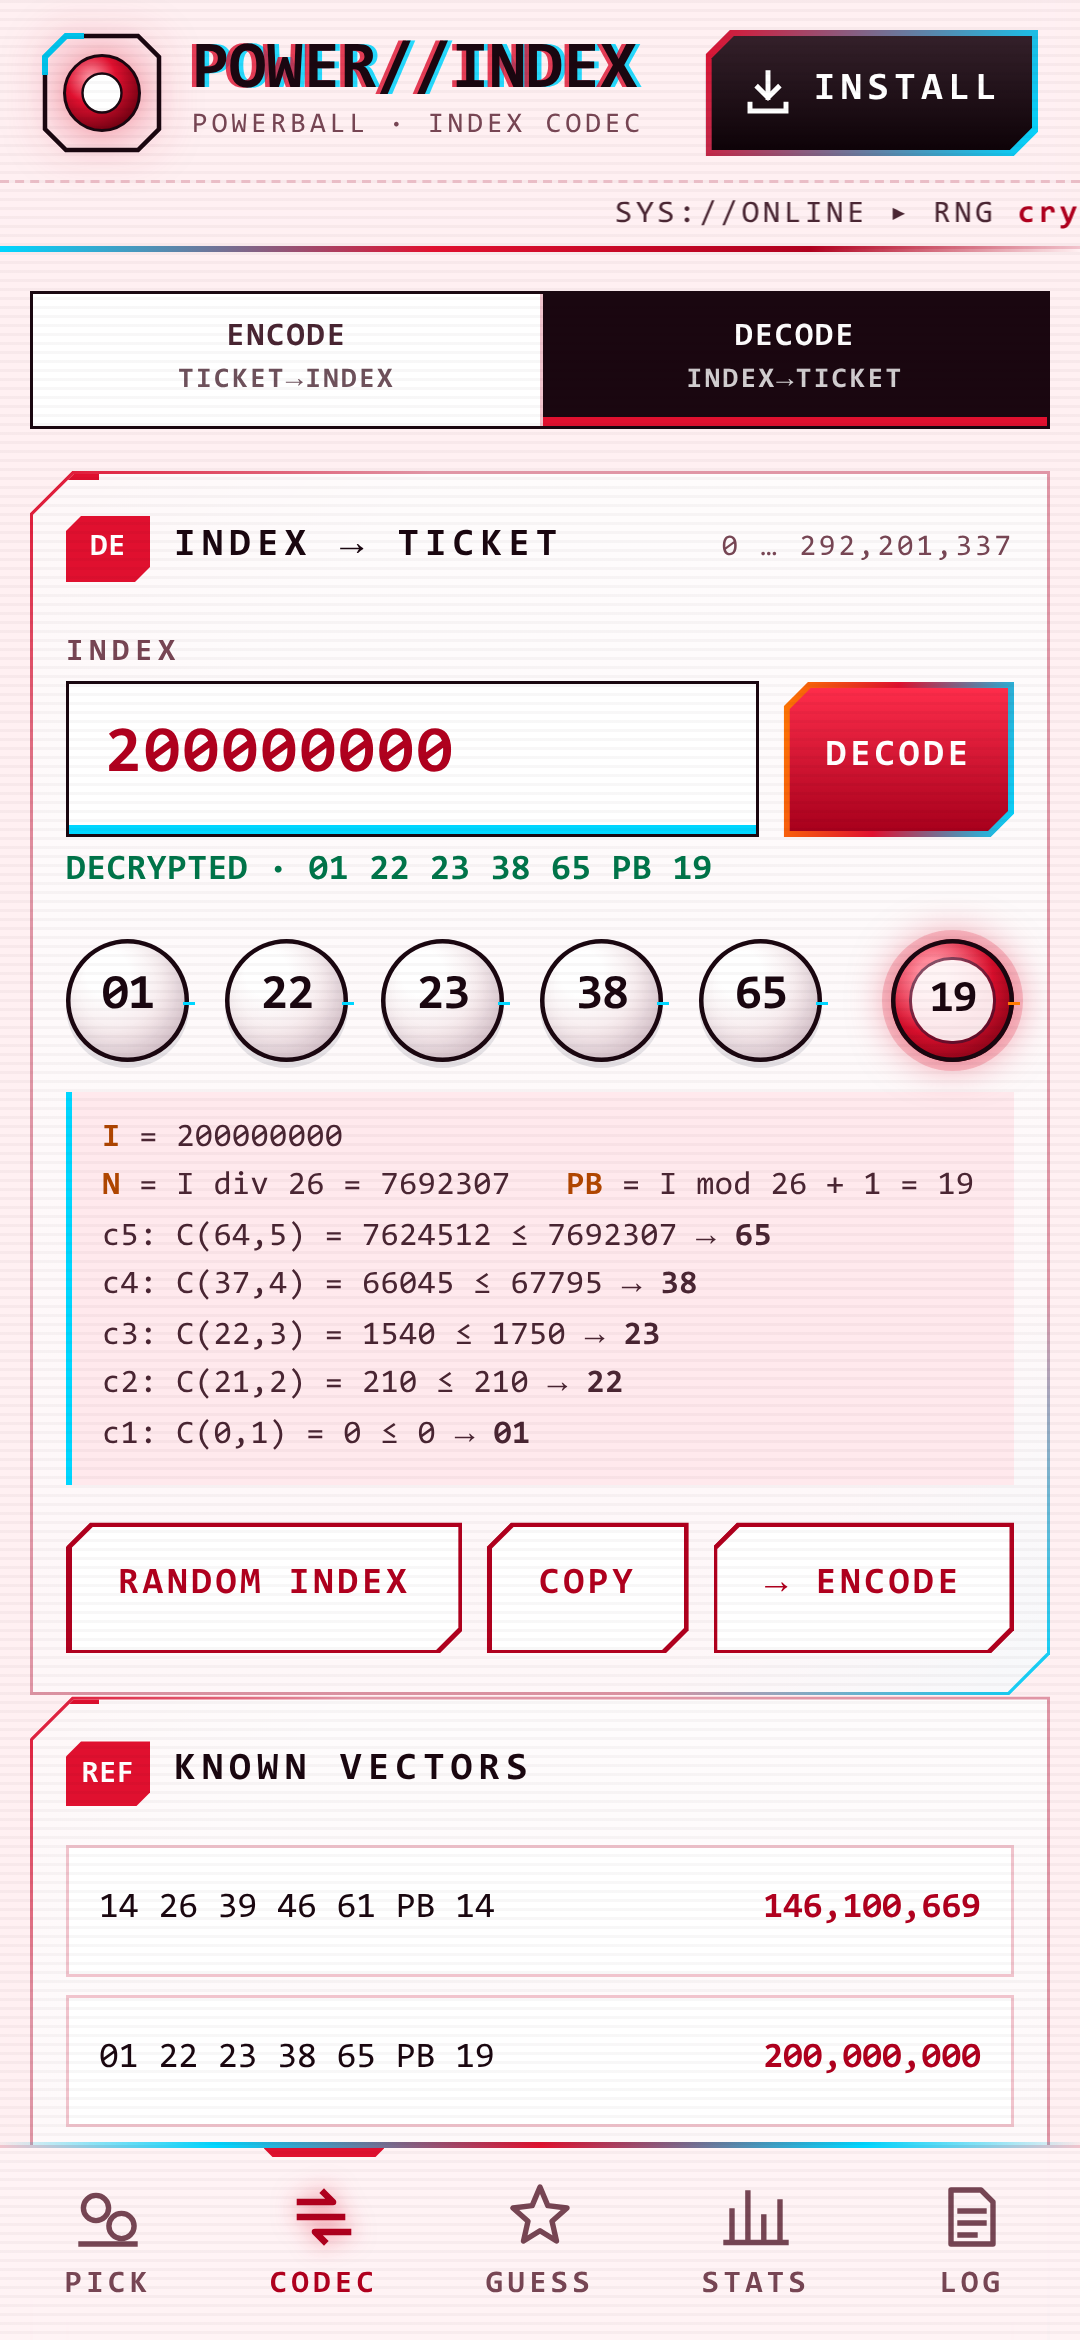 POWER//INDEX
POWERBALL · INDEX CODEC
INSTALL
SYS://ONLINE ▸ RNG cry
ENCODE
TICKET→INDEX
DECODE
INDEX→TICKET
DE
INDEX → TICKET
0 … 292,201,337
INDEX
200000000
DECODE
DECRYPTED · 01 22 23 38 65 PB 19
01 22 23 38 65 19
I = 200000000
N = I div 26 = 7692307 PB = I mod 26 + 1 = 19
c5: C(64,5) = 7624512 ≤ 7692307 → 65
c4: C(37,4) = 66045 ≤ 67795 → 38
c3: C(22,3) = 1540 ≤ 1750 → 23
c2: C(21,2) = 210 ≤ 210 → 22
c1: C(0,1) = 0 ≤ 0 → 01
RANDOM INDEX
COPY
→ ENCODE
REF
KNOWN VECTORS
14 26 39 46 61 PB 14 146,100,669
01 22 23 38 65 PB 19 200,000,000
PICK
CODEC
GUESS
STATS
LOG